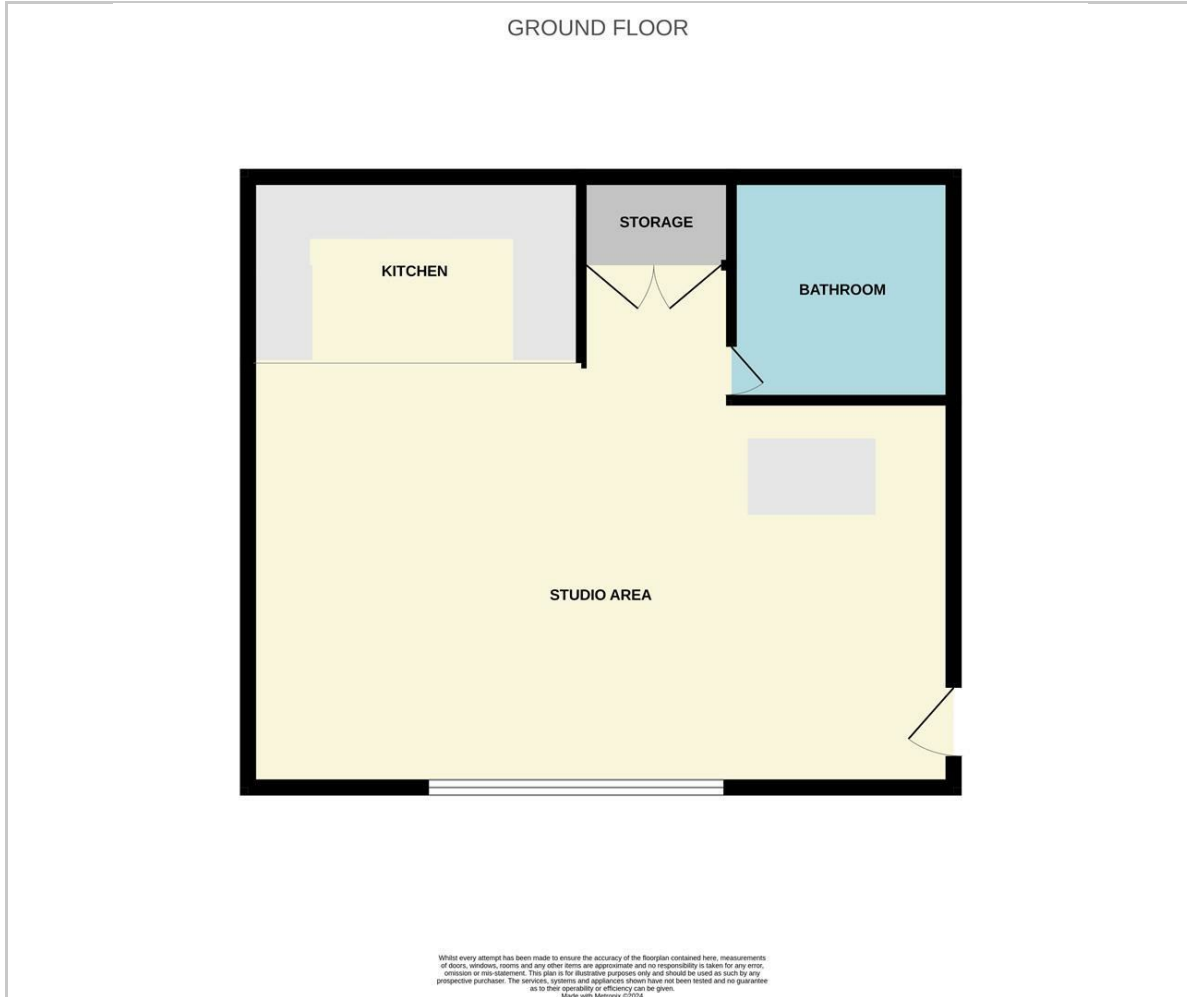 GROUND FLOOR
STORAGE
KITCHEN
BATHROOM
STUDIO AREA
Whilst every attempt has been made to ensure the accuracy of the floorplan contained here, measurements
of doors, windows, rooms and any other items are approximate and no responsibility is taken for any error,
omission or mis-statement. This plan is for illustrative purposes only and should be used as such by any
prospective purchaser. The services, systems and appliances shown have not been tested and no guarantee
as to their operability or efficiency can be given.
Made with Metropix ©2024